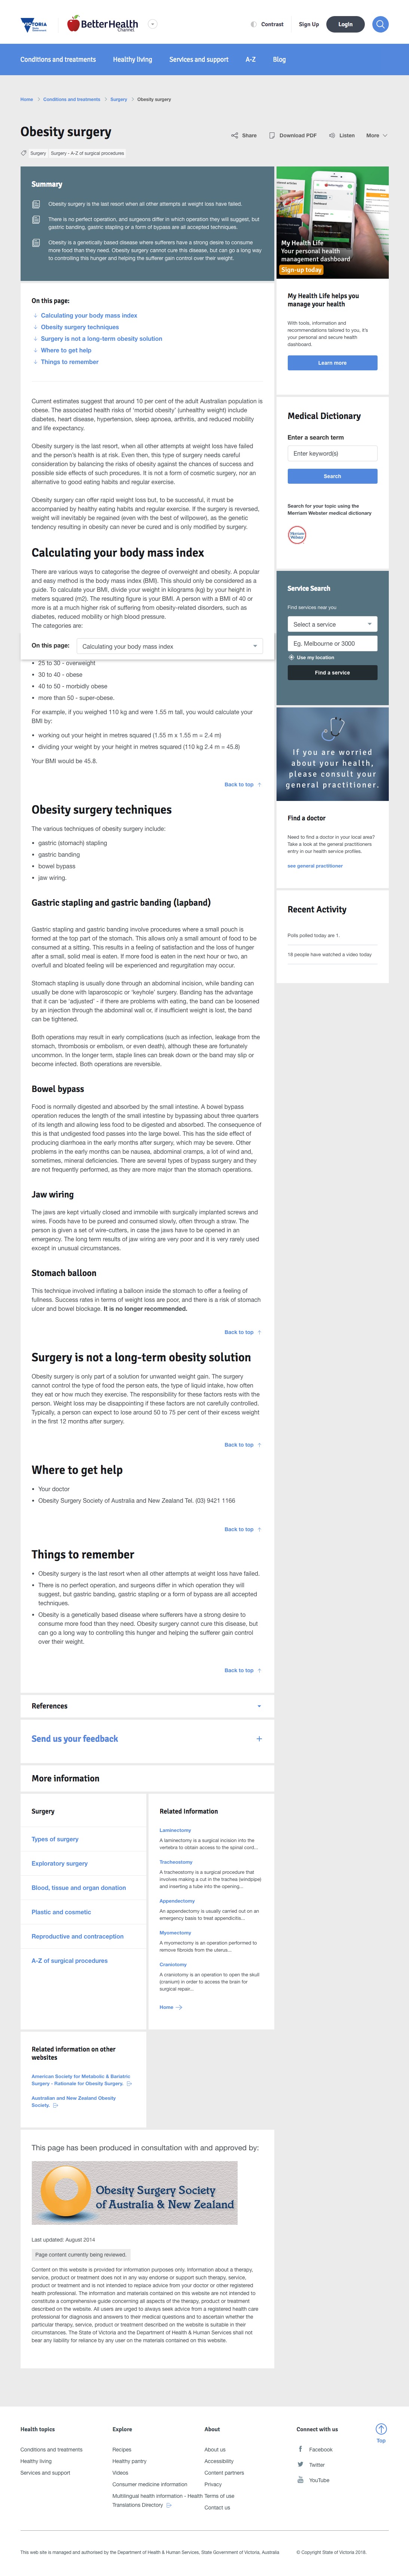 VICTORIA
State Government
BetterHealth
Channel
Contrast
Sign Up
Login
Conditions and treatments
Healthy living
Services and support
A-Z
Blog
Home
Conditions and treatments
Surgery
Obesity surgery
Obesity surgery
Share
Download PDF
Listen
More
Surgery
Surgery - A-Z of surgical procedures
Summary
Obesity surgery is the last resort when all other attempts at weight loss have failed.
There is no perfect operation, and surgeons differ in which operation they will suggest, but
gastric banding, gastric stapling or a form of bypass are all accepted techniques.
Obesity is a genetically based disease where sufferers have a strong desire to consume
more food than they need. Obesity surgery cannot cure this disease, but can go a long way
to controlling this hunger and helping the sufferer gain control over their weight.
On this page:
Calculating your body mass index
Obesity surgery techniques
Surgery is not a long-term obesity solution
Where to get help
Things to remember
Current estimates suggest that around 10 per cent of the adult Australian population is
obese. The associated health risks of 'morbid obesity' (unhealthy weight) include
diabetes, heart disease, hypertension, sleep apnoea, arthritis, and reduced mobility
and life expectancy.
Obesity surgery is the last resort, when all other attempts at weight loss have failed
and the person's health is at risk. Even then, this type of surgery needs careful
consideration by balancing the risks of obesity against the chances of success and
possible side effects of such procedures. It is not a form of cosmetic surgery, nor an
alternative to good eating habits and regular exercise.
Obesity surgery can offer rapid weight loss but, to be successful, it must be
accompanied by healthy eating habits and regular exercise. If the surgery is reversed,
weight will inevitably be regained (even with the best of willpower), as the genetic
tendency resulting in obesity can never be cured and is only modified by surgery.
Calculating your body mass index
There are various ways to categorise the degree of overweight and obesity. A popular
and easy method is the body mass index (BMI). This should only be considered as a
guide. To calculate your BMI, divide your weight in kilograms (kg) by your height in
metres squared (m2). The resulting figure is your BMI. A person with a BMI of 40 or
more is at a much higher risk of suffering from obesity-related disorders, such as
diabetes, reduced mobility or high blood pressure.
The categories are:
On this page:
Calculating your body mass index
25 to 30 - overweight
30 to 40 - obese
40 to 50 - morbidly obese
more than 50 - super-obese.
For example, if you weighed 110 kg and were 1.55 m tall, you would calculate your
BMI by:
working out your height in metres squared (1.55 m x 1.55 m = 2.4 m)
dividing your weight by your height in metres squared (110 kg 2.4 m = 45.8)
Your BMI would be 45.8.
Back to top
Obesity surgery techniques
The various techniques of obesity surgery include:
gastric (stomach) stapling
gastric banding
bowel bypass
jaw wiring.
Gastric stapling and gastric banding (lapband)
Gastric stapling and gastric banding involve procedures where a small pouch is
formed at the top part of the stomach. This allows only a small amount of food to be
consumed at a sitting. This results in a feeling of satisfaction and the loss of hunger
after a small, solid meal is eaten. If more food is eaten in the next hour or two, an
overfull and bloated feeling will be experienced and regurgitation may occur.
Stomach stapling is usually done through an abdominal incision, while banding can
usually be done with laparoscopic or 'keyhole' surgery. Banding has the advantage
that it can be 'adjusted' - if there are problems with eating, the band can be loosened
by an injection through the abdominal wall or, if insufficient weight is lost, the band
can be tightened.
Both operations may result in early complications (such as infection, leakage from the
stomach, thrombosis or embolism, or even death), although these are fortunately
uncommon. In the longer term, staple lines can break down or the band may slip or
become infected. Both operations are reversible.
Bowel bypass
Food is normally digested and absorbed by the small intestine. A bowel bypass
operation reduces the length of the small intestine by bypassing about three quarters
of its length and allowing less food to be digested and absorbed. The consequence of
this is that undigested food passes into the large bowel. This has the side effect of
producing diarrhoea in the early months after surgery, which may be severe. Other
problems in the early months can be nausea, abdominal cramps, a lot of wind and,
sometimes, mineral deficiencies. There are several types of bypass surgery and they
are not frequently performed, as they are more major than the stomach operations.
Jaw wiring
The jaws are kept virtually closed and immobile with surgically implanted wires and
screws. Foods have to be pureed and consumed slowly, often through a straw. The
person is given a set of wire-cutters, in case the jaws have to be opened in an
emergency. The long term results of jaw wiring are very poor and it is very rarely used
except in unusual circumstances.
Stomach balloon
This technique involved inflating a balloon inside the stomach to offer a feeling of
fullness. Success rates in terms of weight loss are poor, and there is a risk of stomach
ulcer and bowel blockage. It is no longer recommended.
Back to top
Surgery is not a long-term obesity solution
Obesity surgery is only part of a solution for unwanted weight gain. The surgery
cannot control the type of food the person eats, the type of liquid intake, how often
they eat or how much they exercise. The responsibility for these factors rests with the
person. Weight loss may be disappointing if these factors are not carefully controlled.
Typically, a person can expect to lose around 50 to 75 per cent of their excess weight
in the first 12 months after surgery.
Back to top
Where to get help
Your doctor
Obesity Surgery Society of Australia and New Zealand Tel. (03) 9421 1166
Back to top
Things to remember
Obesity surgery is the last resort when all other attempts at weight loss have failed.
There is no perfect operation, and surgeons differ in which operation they will
suggest, but gastric banding, gastric stapling or a form of bypass are all accepted
techniques.
Obesity is a genetically based disease where sufferers have a strong desire to
consume more food than they need. Obesity surgery cannot cure this disease, but
can go a long way to controlling this hunger and helping the sufferer gain control
over their weight.
Back to top
References
Send us your feedback
More information
Surgery
Types of surgery
Exploratory surgery
Blood, tissue and organ donation
Plastic and cosmetic
Reproductive and contraception
A-Z of surgical procedures
Related Information
Laminectomy
A laminectomy is a surgical incision into the
vertebra to obtain access to the spinal cord...
Tracheostomy
A tracheostomy is a surgical procedure that
involves making a cut in the trachea (windpipe)
and inserting a tube into the opening...
Appendectomy
An appendectomy is usually carried out on an
emergency basis to treat appendicitis...
Myomectomy
A myomectomy is an operation performed to
remove fibroids from the uterus...
Craniotomy
A craniotomy is an operation to open the skull
(cranium) in order to access the brain for
surgical repair...
Home
Related information on other
websites
American Society for Metabolic & Bariatric
Surgery - Rationale for Obesity Surgery.
Australian and New Zealand Obesity
Society.
This page has been produced in consultation with and approved by:
Obesity Surgery Society
of Australia & New Zealand
Last updated: August 2014
Page content currently being reviewed.
Content on this website is provided for information purposes only. Information about a therapy,
service, product or treatment does not in any way endorse or support such therapy, service,
product or treatment and is not intended to replace advice from your doctor or other registered
health professional. The information and materials contained on this website are not intended to
constitute a comprehensive guide concerning all aspects of the therapy, product or treatment
described on the website. All users are urged to always seek advice from a registered health care
professional for diagnosis and answers to their medical questions and to ascertain whether the
particular therapy, service, product or treatment described on the website is suitable in their
circumstances. The State of Victoria and the Department of Health & Human Services shall not
bear any liability for reliance by any user on the materials contained on this website.
My Health Life
Your personal health
management dashboard
Sign-up today
My Health Life helps you
manage your health
With tools, information and
recommendations tailored to you, it's
your personal and secure health
dashboard.
Learn more
Medical Dictionary
Enter a search term
Enter keyword(s)
Search
Search for your topic using the
Merriam Webster medical dictionary
Merriam
Webster
Service Search
Find services near you
Select a service
Eg. Melbourne or 3000
Use my location
Find a service
If you are worried
about your health,
please consult your
general practitioner.
Find a doctor
Need to find a doctor in your local area?
Take a look at the general practitioners
entry in our health service profiles.
see general practitioner
Recent Activity
Polls polled today are 1.
16 people have watched a video today
Health topics
Conditions and treatments
Healthy living
Services and support
Explore
Recipes
Healthy pantry
Videos
Consumer medicine information
Multilingual health information - Health
Translations Directory
About
About us
Accessibility
Content partners
Privacy
Terms of use
Contact us
Connect with us
Facebook
Twitter
YouTube
Top
This web site is managed and authorised by the Department of Health & Human Services, State Government of Victoria, Australia
© Copyright State of Victoria 2018.